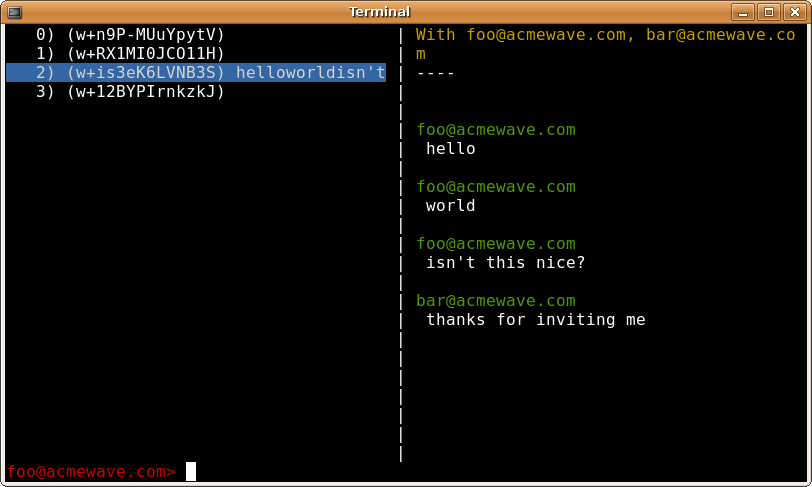 Terminal
0) (w+n9P-MUuYpytV)
1) (w+RX1MI0JCO11H)
2) (w+is3eK6LVNB3S) helloworldisn't
3) (w+12BYPIrnkzkJ)
With foo@acmewave.com, bar@acmewave.co
m
----
foo@acmewave.com
hello
foo@acmewave.com
world
foo@acmewave.com
isn't this nice?
bar@acmewave.com
thanks for inviting me
foo@acmewave.com>